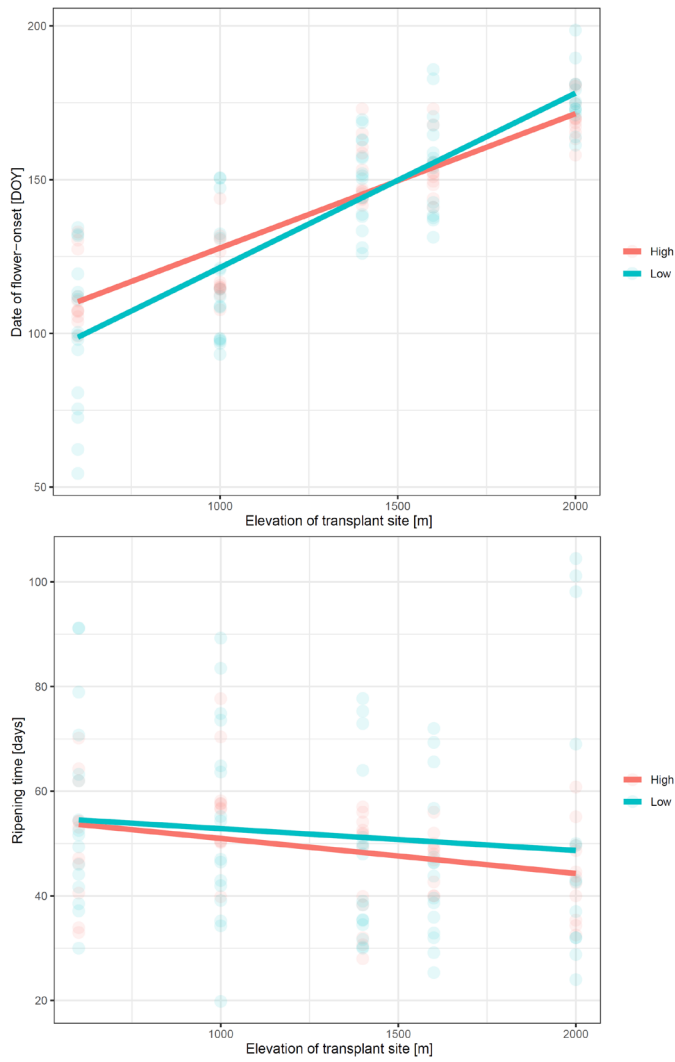 200
150
100
50
Date of flower−onset [DOY]
1000
1500
2000
Elevation of transplant site [m]
High
Low
100
80
60
40
20
Ripening time [days]
1000
1500
2000
Elevation of transplant site [m]
High
Low